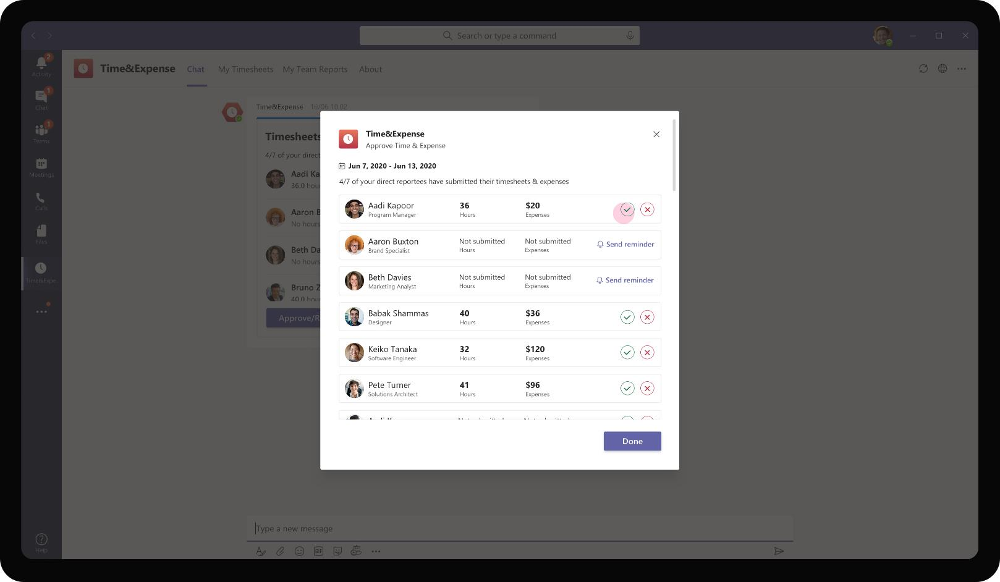 Search or type a command
2
Activity
1
Chat
1
Teams
Meetings
Calls
Files
Time&Expe...
Help
Time&Expense
Chat
My Timesheets
My Team Reports
About
Time&Expense 16/06 10:02
Timesheets
4/7 of your direct
Aadi Ka
36.0 hou
Aaron B
No hours
Beth Da
No hours
Bruno Z
40.0 hou
Approve/R
Time&Expense
Approve Time & Expense
Jun 7, 2020 - Jun 13, 2020
4/7 of your direct reportees have submitted their timesheets & expenses
Aadi Kapoor 36 $20
Program Manager Hours Expenses
Aaron Buxton Not submitted Not submitted Send reminder
Brand Specialist Hours Expenses
Beth Davies Not submitted Not submitted Send reminder
Marketing Analyst Hours Expenses
Babak Shammas 40 $36
Designer Hours Expenses
Keiko Tanaka 32 $120
Software Engineer Hours Expenses
Pete Turner 41 $96
Solutions Architect Hours Expenses
Done
Type a new message
GIF